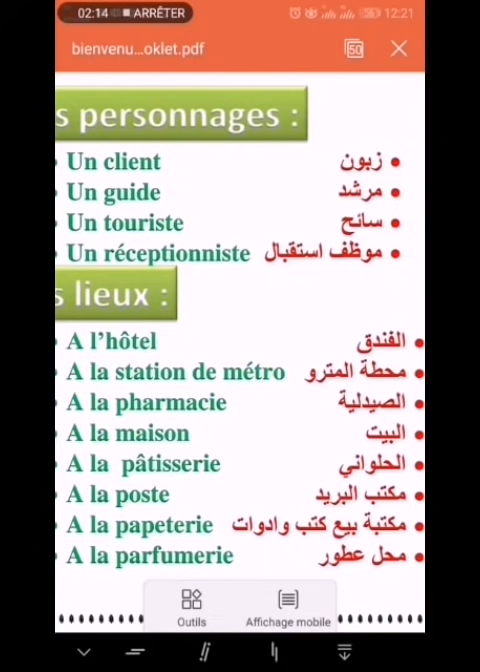 02:14 ■ ARRÊTER 12:21
bienvenu...oklet.pdf 50
s personnages :
Un client زبون
Un guide مرشد
Un touriste سائح
Un réceptionniste موظف استقبال
s lieux :
A l'hôtel الفندق
A la station de métro محطة المترو
A la pharmacie الصيدلية
A la maison البيت
A la pâtisserie الحلواني
A la poste مكتب البريد
A la papeterie مكتبة بيع كتب وادوات
A la parfumerie محل عطور
Outils Affichage mobile